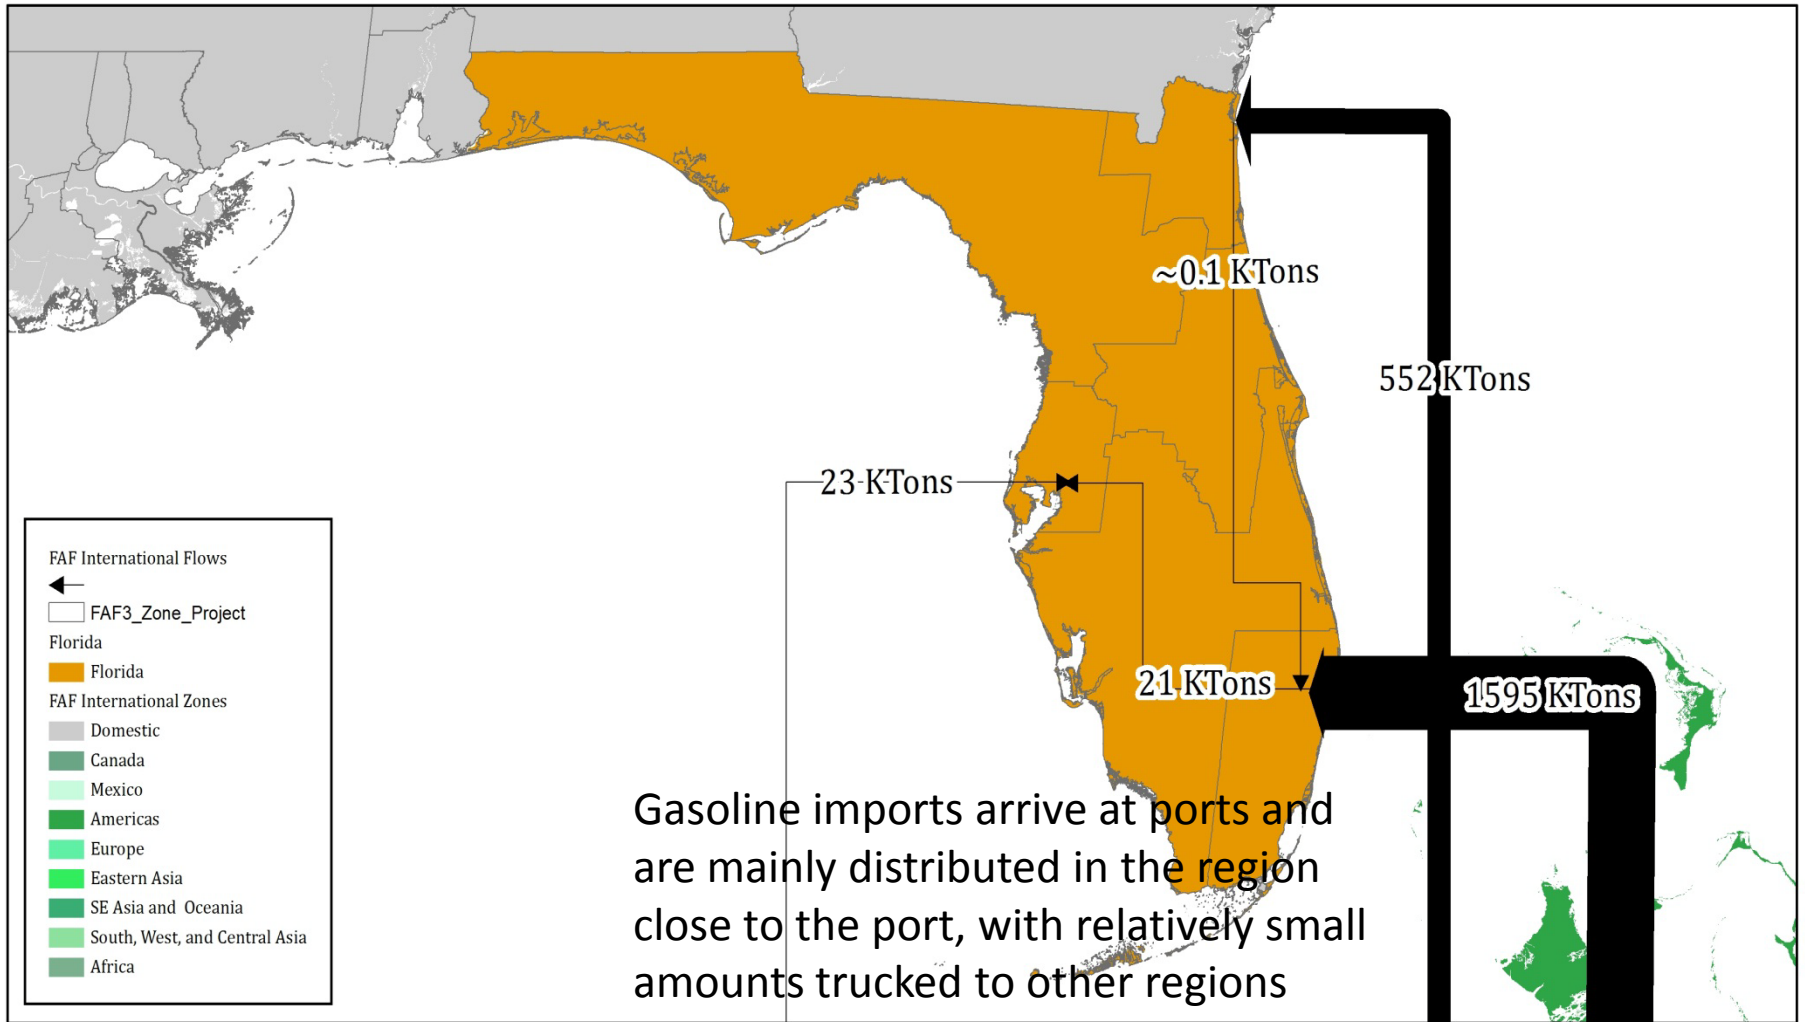 ~0.1 KTons
552 KTons
23 KTons
21 KTons
1595 KTons
FAF International Flows
FAF3_Zone_Project
Florida
Florida
FAF International Zones
Domestic
Canada
Mexico
Americas
Europe
Eastern Asia
SE Asia and Oceania
South, West, and Central Asia
Africa
Gasoline imports arrive at ports and
are mainly distributed in the region
close to the port, with relatively small
amounts trucked to other regions